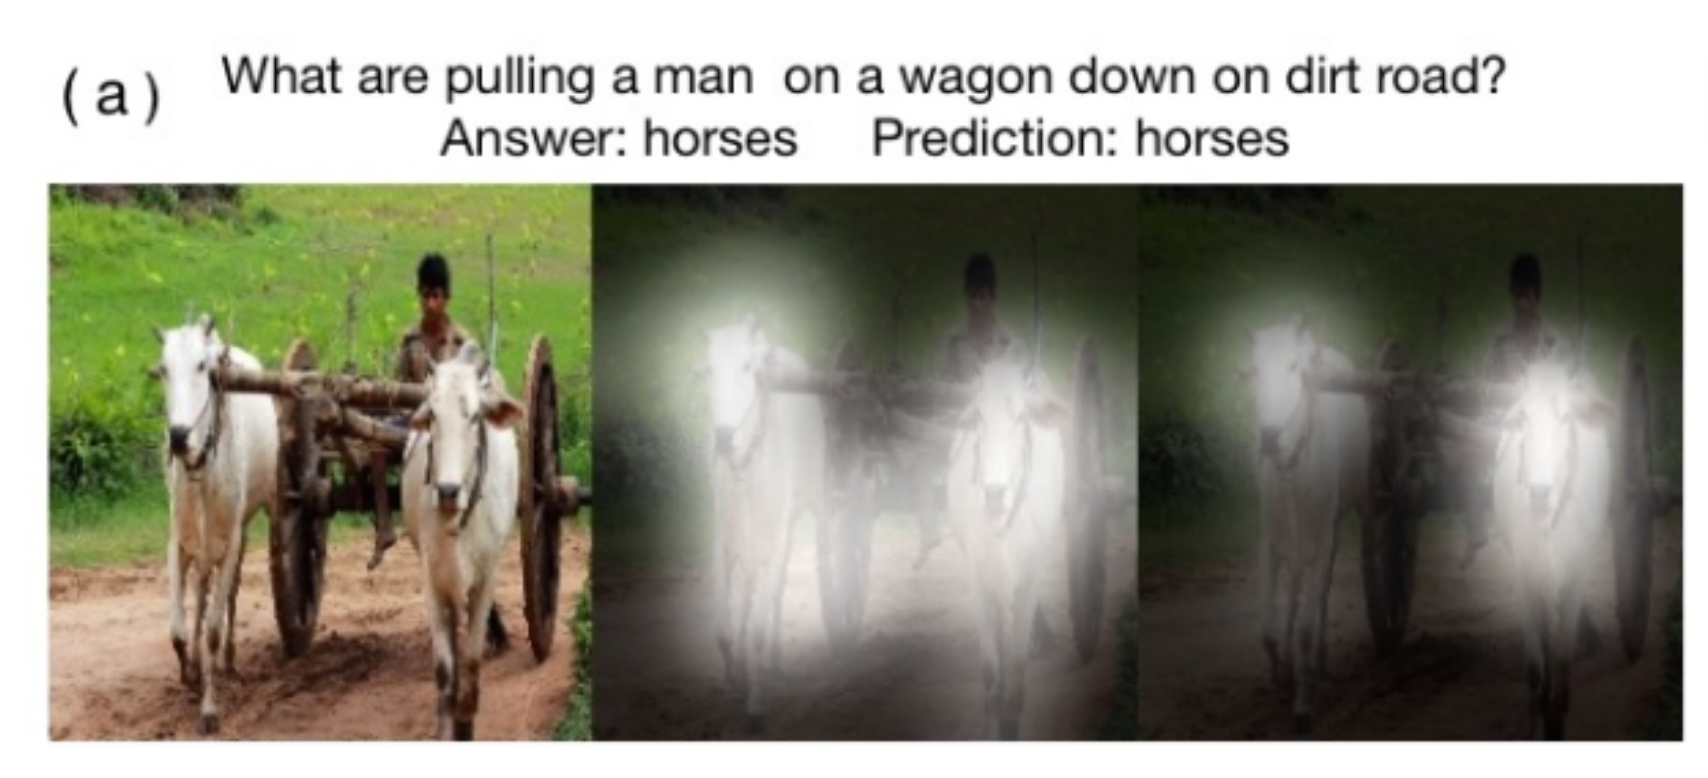 (a) What are pulling a man on a wagon down on dirt road?
Answer: horses Prediction: horses